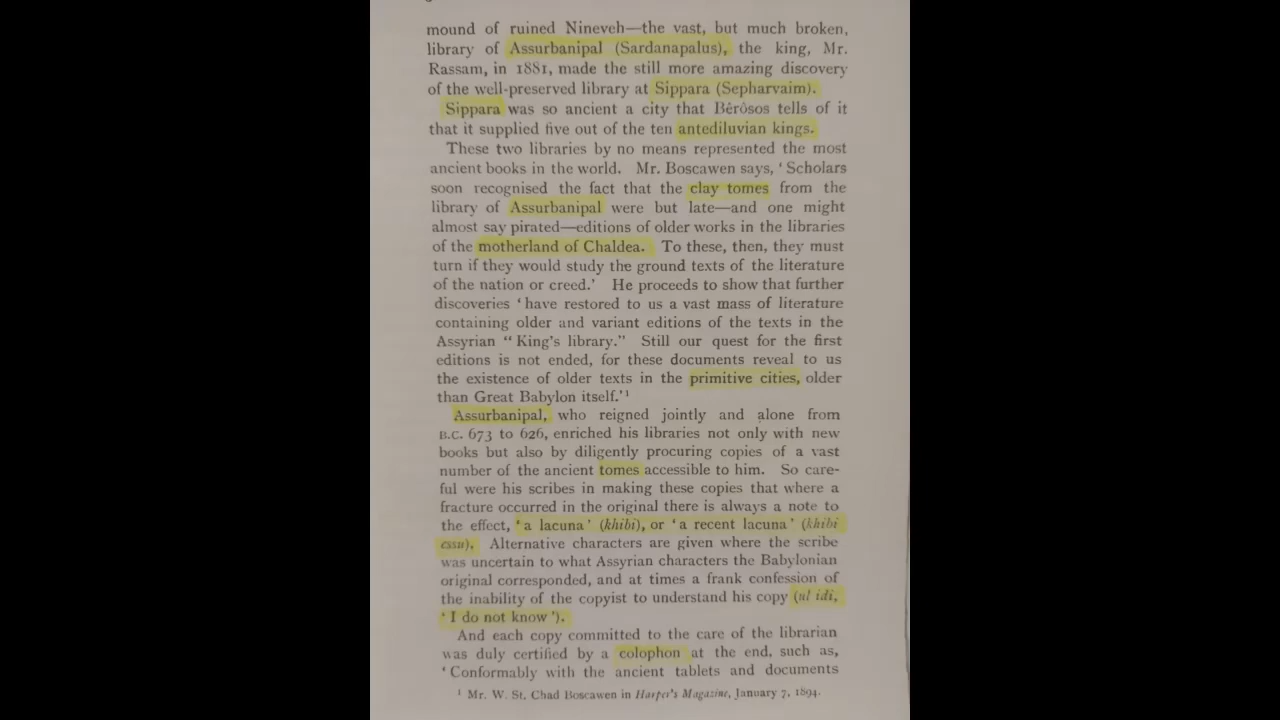 mound of ruined Nineveh—the vast, but much broken,
library of Assurbanipal (Sardanapalus), the king, Mr.
Rassam, in 1881, made the still more amazing discovery
of the well-preserved library at Sippara (Sepharvaim).
Sippara was so ancient a city that Bêrôsos tells of it
that it supplied five out of the ten antediluvian kings.
These two libraries by no means represented the most
ancient books in the world. Mr. Boscawen says, ‘Scholars
soon recognised the fact that the clay tomes from the
library of Assurbanipal were but late—and one might
almost say pirated—editions of older works in the libraries
of the motherland of Chaldea. To these, then, they must
turn if they would study the ground texts of the literature
of the nation or creed.’ He proceeds to show that further
discoveries ‘have restored to us a vast mass of literature
containing older and variant editions of the texts in the
Assyrian “King's library.” Still our quest for the first
editions is not ended, for these documents reveal to us
the existence of older texts in the primitive cities, older
than Great Babylon itself.’¹
Assurbanipal, who reigned jointly and alone from
B.C. 673 to 626, enriched his libraries not only with new
books but also by diligently procuring copies of a vast
number of the ancient tomes accessible to him. So care-
ful were his scribes in making these copies that where a
fracture occurred in the original there is always a note to
the effect, ‘a lacuna’ (khibi), or ‘a recent lacuna’ (khibi
essu). Alternative characters are given where the scribe
was uncertain to what Assyrian characters the Babylonian
original corresponded, and at times a frank confession of
the inability of the copyist to understand his copy (ul idi,
‘I do not know’).
And each copy committed to the care of the librarian
was duly certified by a colophon at the end, such as,
‘Conformably with the ancient tablets and documents
¹ Mr. W. St. Chad Boscawen in Harper's Magazine, January 7, 1894.